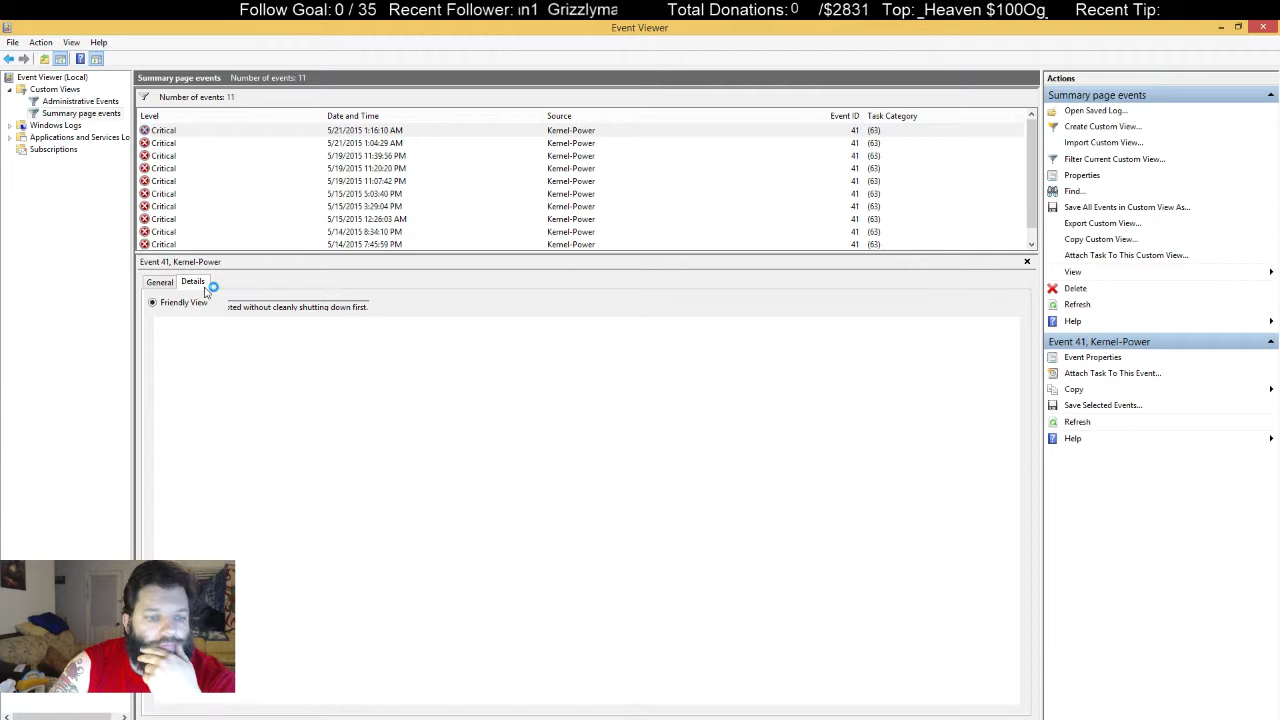 Follow Goal: 0 / 35 Recent Follower: ın1 Grizzlyma Total Donations: 0 /$2831 Top: _Heaven $100Og_ Recent Tip:
Event Viewer
File Action View Help
Event Viewer (Local)
Custom Views
Administrative Events
Summary page events
Windows Logs
Applications and Services Lo
Subscriptions
Summary page events Number of events: 11
Number of events: 11
Level Date and Time Source Event ID Task Category
Critical 5/21/2015 1:16:10 AM Kernel-Power 41 (63)
Critical 5/21/2015 1:04:29 AM Kernel-Power 41 (63)
Critical 5/19/2015 11:39:56 PM Kernel-Power 41 (63)
Critical 5/19/2015 11:20:20 PM Kernel-Power 41 (63)
Critical 5/19/2015 11:07:42 PM Kernel-Power 41 (63)
Critical 5/15/2015 5:03:40 PM Kernel-Power 41 (63)
Critical 5/15/2015 3:29:04 PM Kernel-Power 41 (63)
Critical 5/15/2015 12:26:03 AM Kernel-Power 41 (63)
Critical 5/14/2015 8:34:10 PM Kernel-Power 41 (63)
Critical 5/14/2015 7:45:59 PM Kernel-Power 41 (63)
Event 41, Kernel-Power
General Details
Friendly View
ted without cleanly shutting down first.
Actions
Summary page events
Open Saved Log...
Create Custom View...
Import Custom View...
Filter Current Custom View...
Properties
Find...
Save All Events in Custom View As...
Export Custom View...
Copy Custom View...
Attach Task To This Custom View...
View
Delete
Refresh
Help
Event 41, Kernel-Power
Event Properties
Attach Task To This Event...
Copy
Save Selected Events...
Refresh
Help